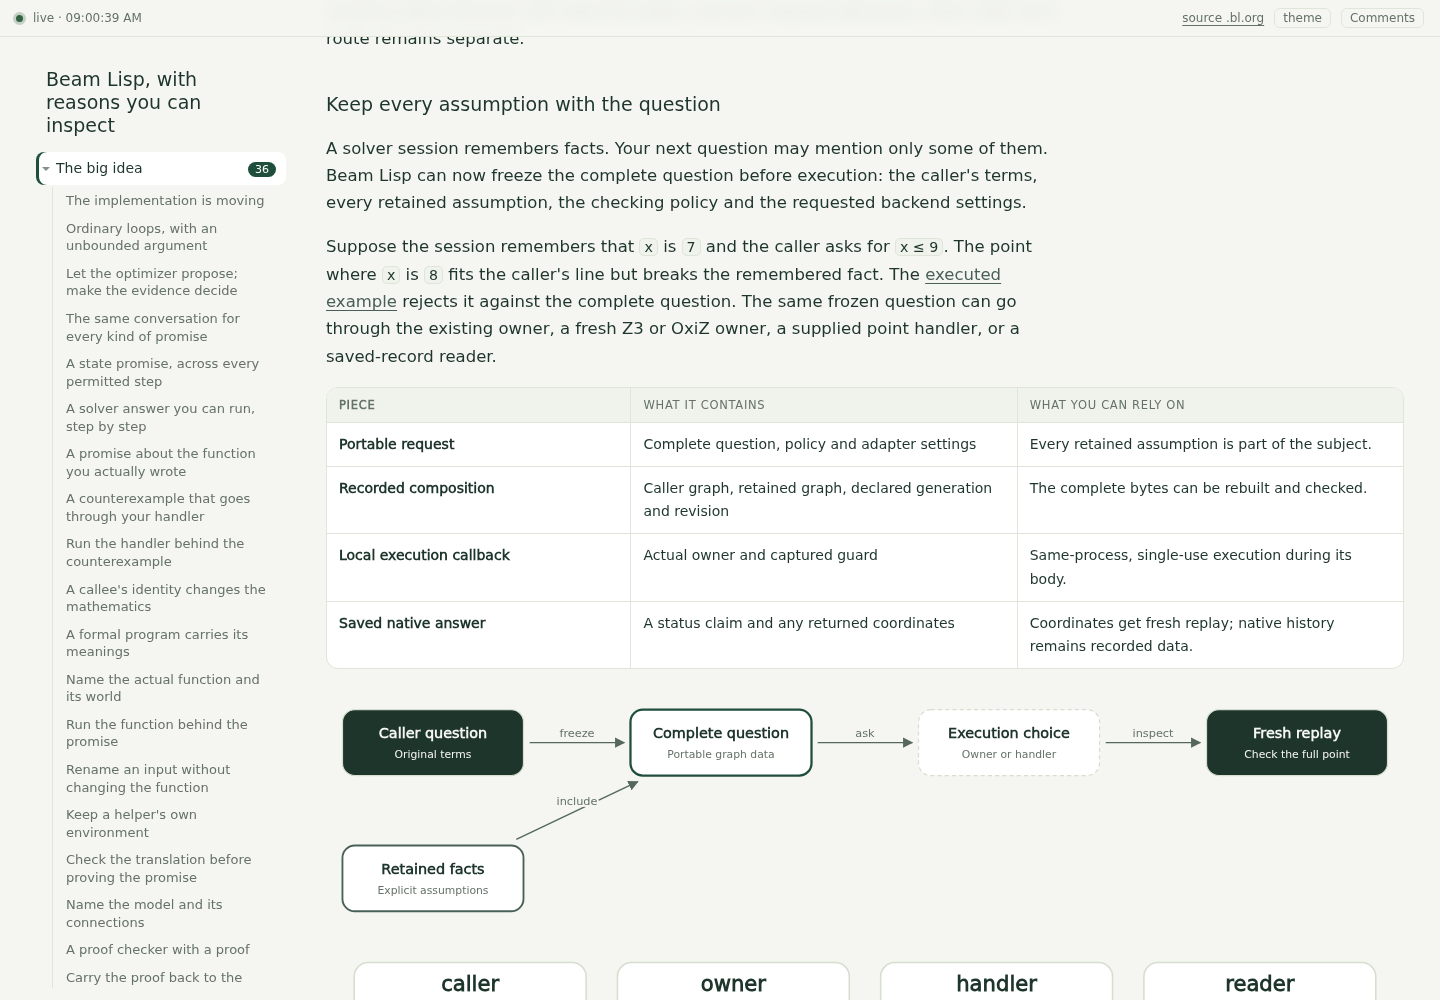 live · 09:00:39 AM
source .bl.org
theme
Comments
route remains separate.
Beam Lisp, with
reasons you can
inspect
The big idea
36
The implementation is moving
Ordinary loops, with an
unbounded argument
Let the optimizer propose;
make the evidence decide
The same conversation for
every kind of promise
A state promise, across every
permitted step
A solver answer you can run,
step by step
A promise about the function
you actually wrote
A counterexample that goes
through your handler
Run the handler behind the
counterexample
A callee's identity changes the
mathematics
A formal program carries its
meanings
Name the actual function and
its world
Run the function behind the
promise
Rename an input without
changing the function
Keep a helper's own
environment
Check the translation before
proving the promise
Name the model and its
connections
A proof checker with a proof
Carry the proof back to the
Keep every assumption with the question
A solver session remembers facts. Your next question may mention only some of them.
Beam Lisp can now freeze the complete question before execution: the caller's terms,
every retained assumption, the checking policy and the requested backend settings.
Suppose the session remembers that x is 7 and the caller asks for x ≤ 9. The point
where x is 8 fits the caller's line but breaks the remembered fact. The executed
example rejects it against the complete question. The same frozen question can go
through the existing owner, a fresh Z3 or OxiZ owner, a supplied point handler, or a
saved-record reader.
PIECE
WHAT IT CONTAINS
WHAT YOU CAN RELY ON
Portable request
Complete question, policy and adapter settings
Every retained assumption is part of the subject.
Recorded composition
Caller graph, retained graph, declared generation
and revision
The complete bytes can be rebuilt and checked.
Local execution callback
Actual owner and captured guard
Same-process, single-use execution during its
body.
Saved native answer
A status claim and any returned coordinates
Coordinates get fresh replay; native history
remains recorded data.
Caller question
Original terms
freeze
Complete question
Portable graph data
ask
Execution choice
Owner or handler
inspect
Fresh replay
Check the full point
include
Retained facts
Explicit assumptions
caller
owner
handler
reader